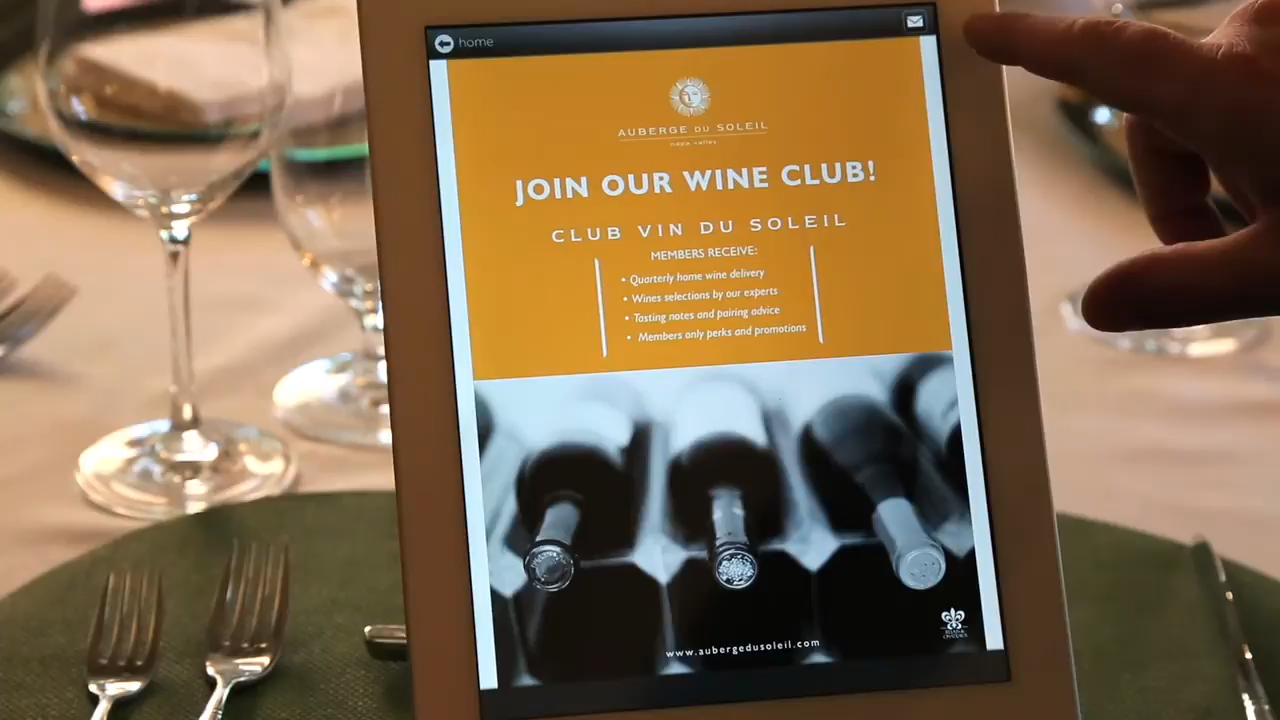 home
AUBERGE DU SOLEIL
napa valley
JOIN OUR WINE CLUB!
CLUB VIN DU SOLEIL
MEMBERS RECEIVE:
• Quarterly home wine delivery
• Wines selections by our experts
• Tasting notes and pairing advice
• Members only perks and promotions
RELAIS &
CHATEAUX
www.aubergedusoleil.com